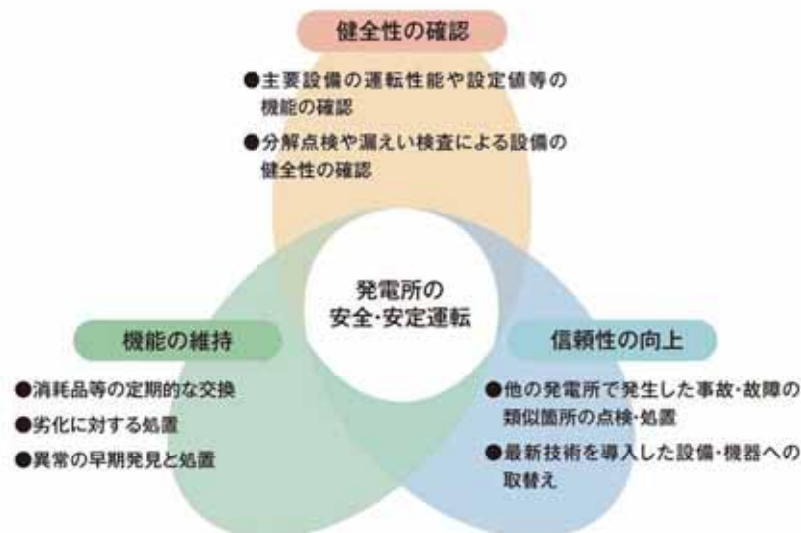 健全性の確認
●主要設備の運転性能や設定値等の
機能の確認
●分解点検や漏えい検査による設備の
健全性の確認
発電所の
安全・安定運転
機能の維持
●消耗品等の定期的な交換
●劣化に対する処置
●異常の早期発見と処置
信頼性の向上
●他の発電所で発生した事故・故障の
類似箇所の点検・処置
●最新技術を導入した設備・機器への
取替え